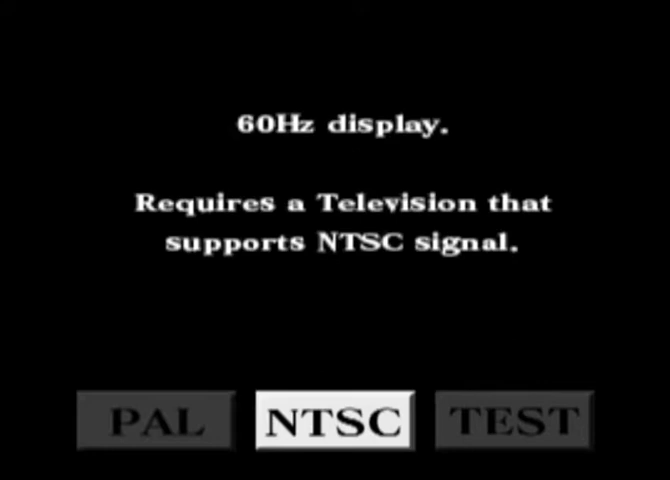 60Hz display.
Requires a Television that
supports NTSC signal.
PAL NTSC TEST